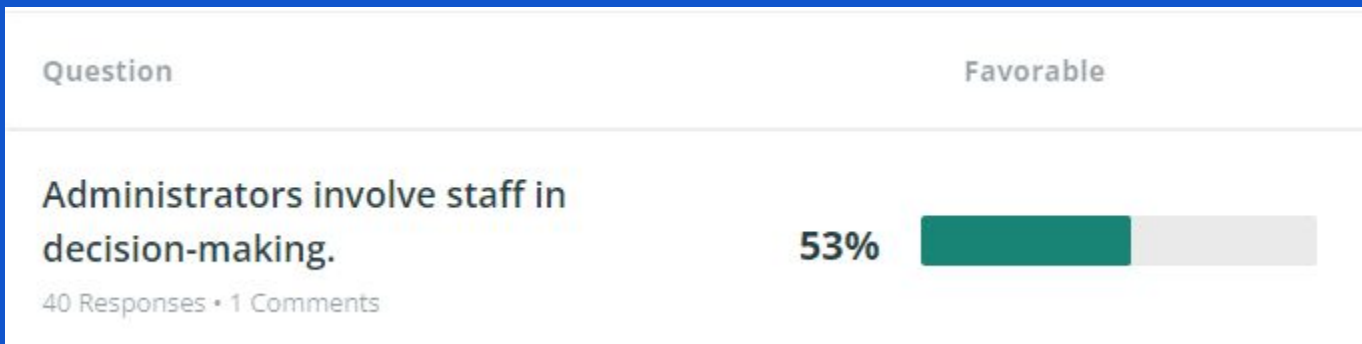 Question
Favorable
Administrators involve staff in
decision-making.
53%
40 Responses • 1 Comments